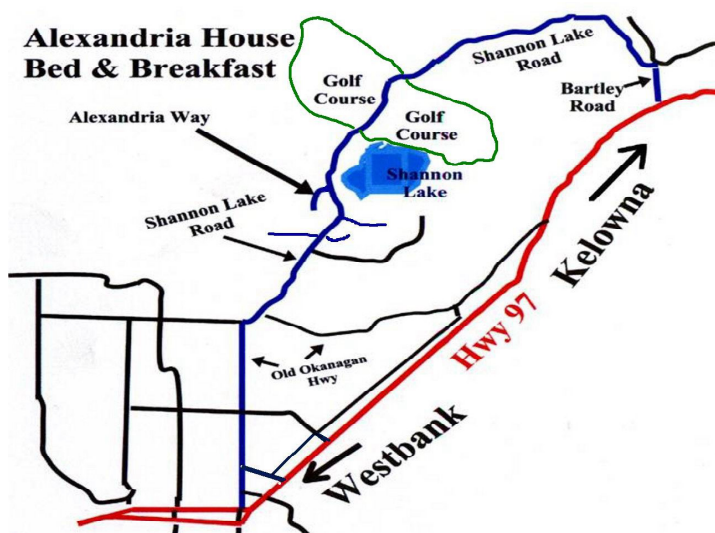 Alexandria House
Bed & Breakfast
Shannon Lake
Road
Golf
Course
Bartley
Road
Golf
Course
Alexandria Way
Shannon
Lake
Shannon Lake
Road
Kelowna
Hwy 97
Old Okanagan
Hwy
Westbank